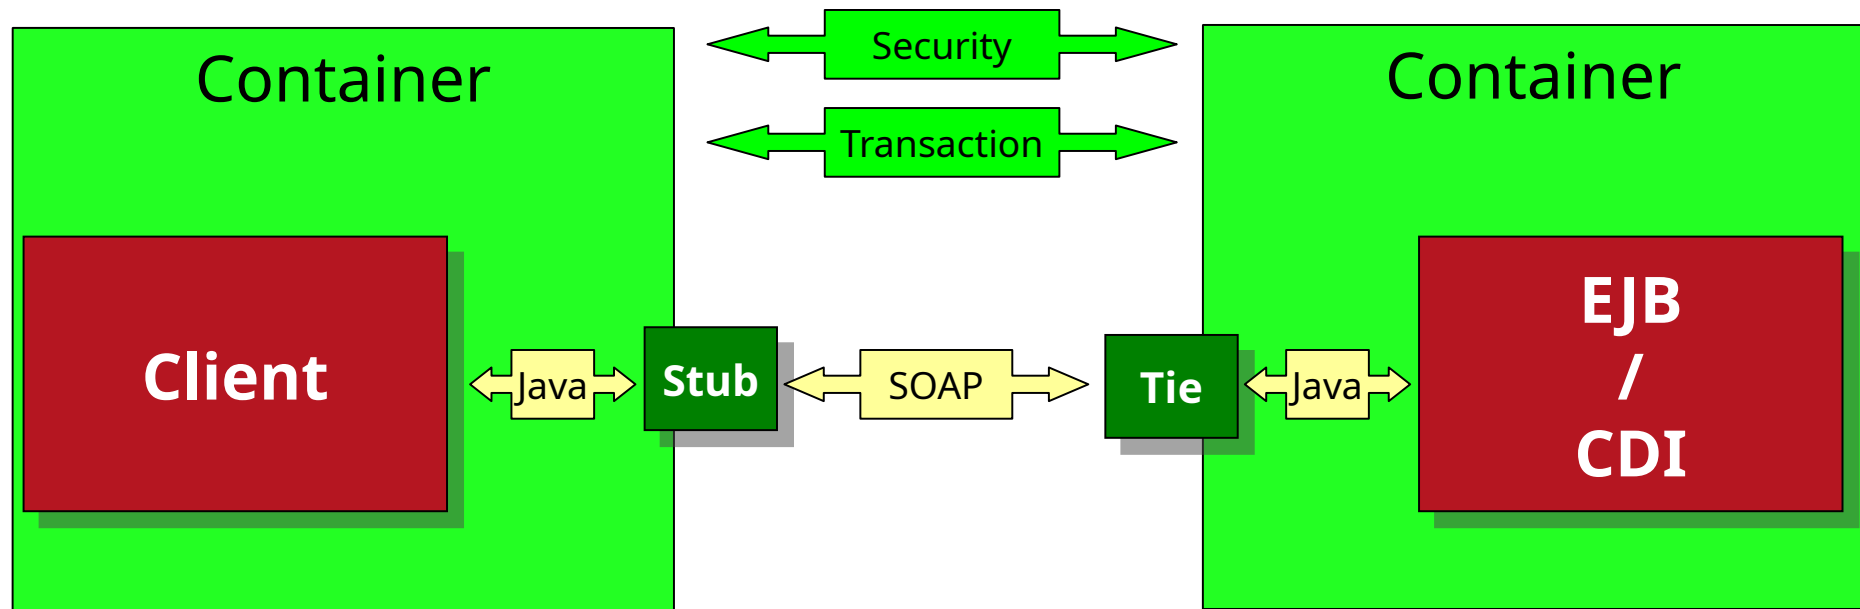 Container
Security
Transaction
Container
Client
Java
Stub
SOAP
Tie
Java
EJB
/
CDI